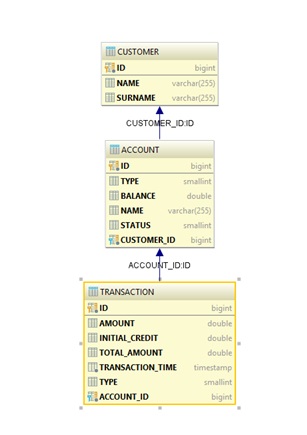 CUSTOMER
ID bigint
NAME varchar(255)
SURNAME varchar(255)
CUSTOMER_ID:ID
ACCOUNT
ID bigint
TYPE smallint
BALANCE double
NAME varchar(255)
STATUS smallint
CUSTOMER_ID bigint
ACCOUNT_ID:ID
TRANSACTION
ID bigint
AMOUNT double
INITIAL_CREDIT double
TOTAL_AMOUNT double
TRANSACTION_TIME timestamp
TYPE smallint
ACCOUNT_ID bigint